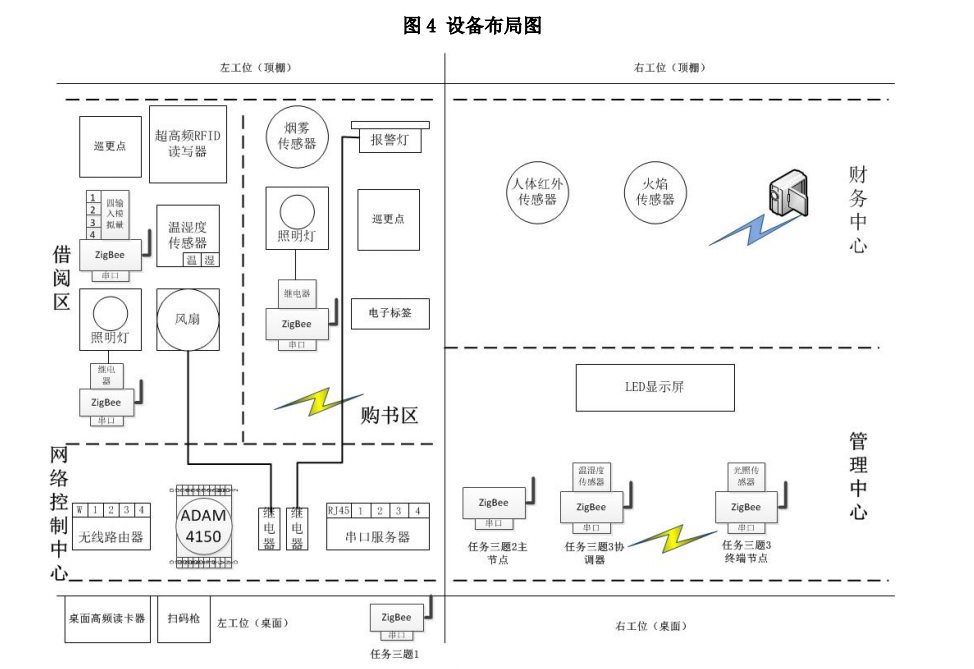 图 4 设备布局图
左工位（顶棚）
右工位（顶棚）
巡更点
超高频RFID
读写器
烟雾
传感器
报警灯
人体红外
传感器
火焰
传感器
财务中心
1
2
3
4
四输
入模
拟量
ZigBee
串口
温湿度
传感器
温 湿
照明灯
巡更点
借阅区
照明灯
风扇
继电器
ZigBee
串口
电子标签
继电
器
ZigBee
串口
购书区
LED显示屏
网络控制中心
W 1 2 3 4
无线路由器
ADAM
4150
继电器
继电器
RJ45 1 2 3 4
串口服务器
管理中心
ZigBee
串口
任务三题2主
节点
温湿度
传感器
ZigBee
串口
任务三题3协
调器
光照传
感器
ZigBee
串口
任务三题3
终端节点
桌面高频读卡器
扫码枪
左工位（桌面）
ZigBee
串口
任务三题1
右工位（桌面）